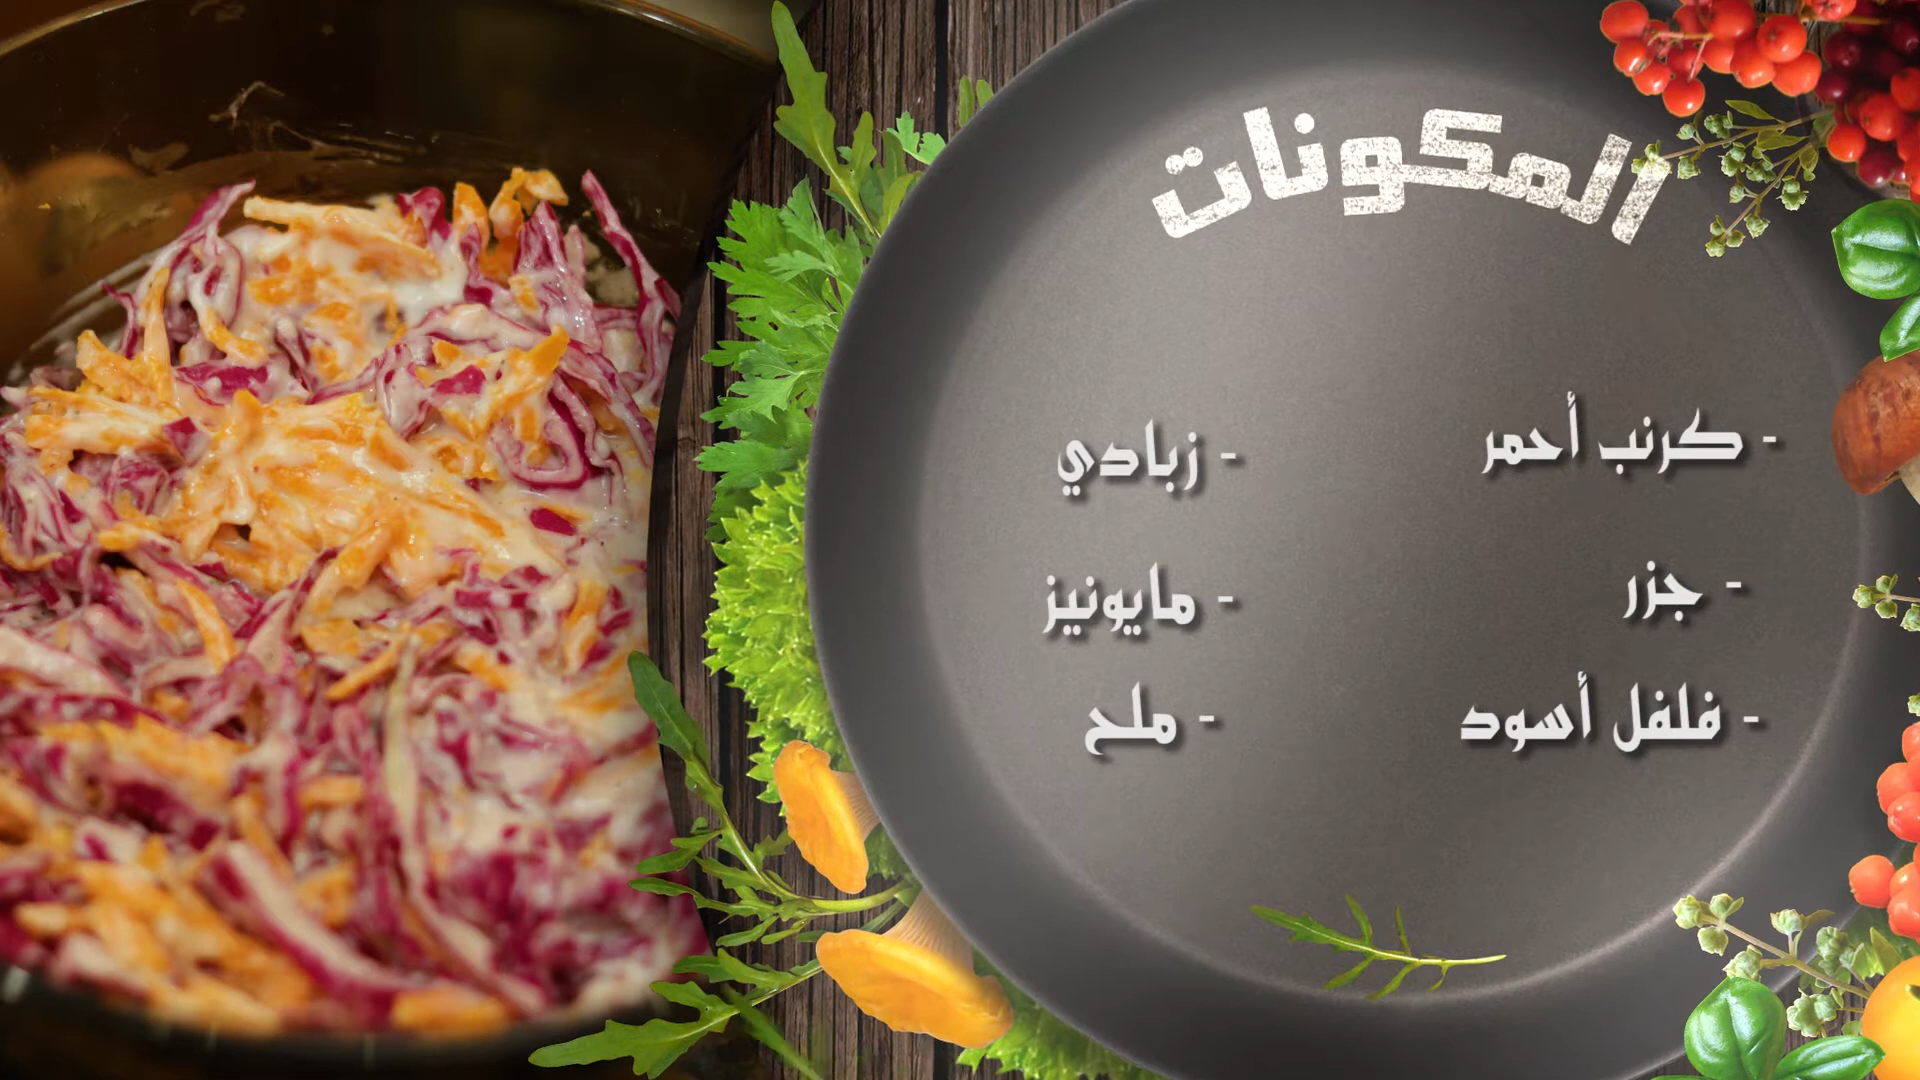 المكونات
- كرنب أحمر
- جزر
- فلفل أسود
- زبادي
- مايونيز
- ملح